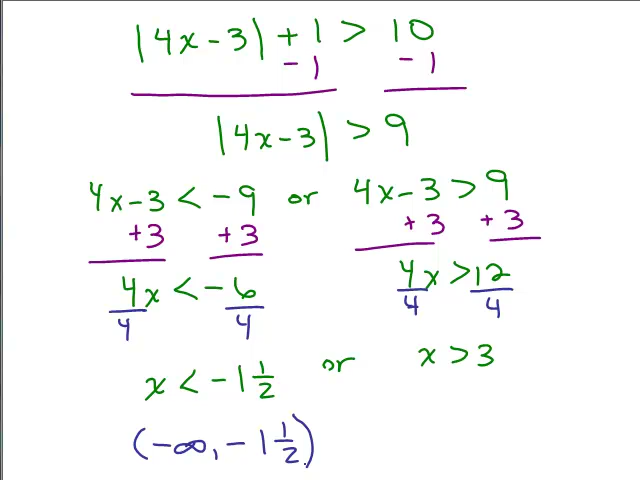 |4x-3| + 1 > 10
- 1 - 1
|4x-3| > 9
4x-3 < -9 or 4x-3 > 9
+3 +3 +3 +3
4x < -6 4x > 12
4 4 4 4
x < -1 1/2 or x > 3
(-∞, -1 1/2)